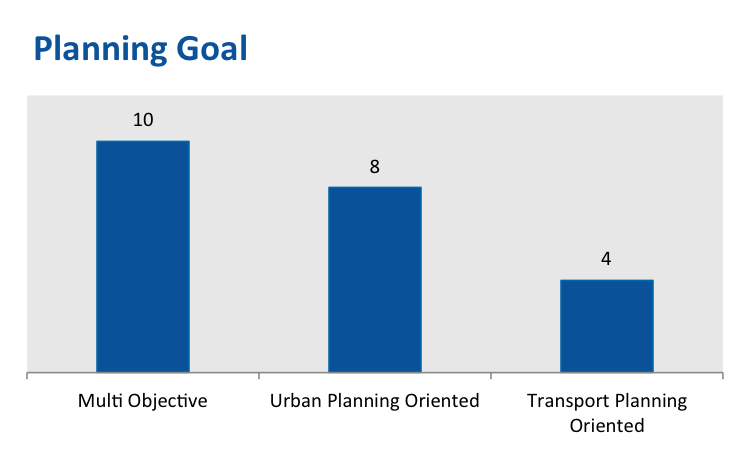 Planning Goal
10
8
4
Multi Objective
Urban Planning Oriented
Transport Planning
Oriented